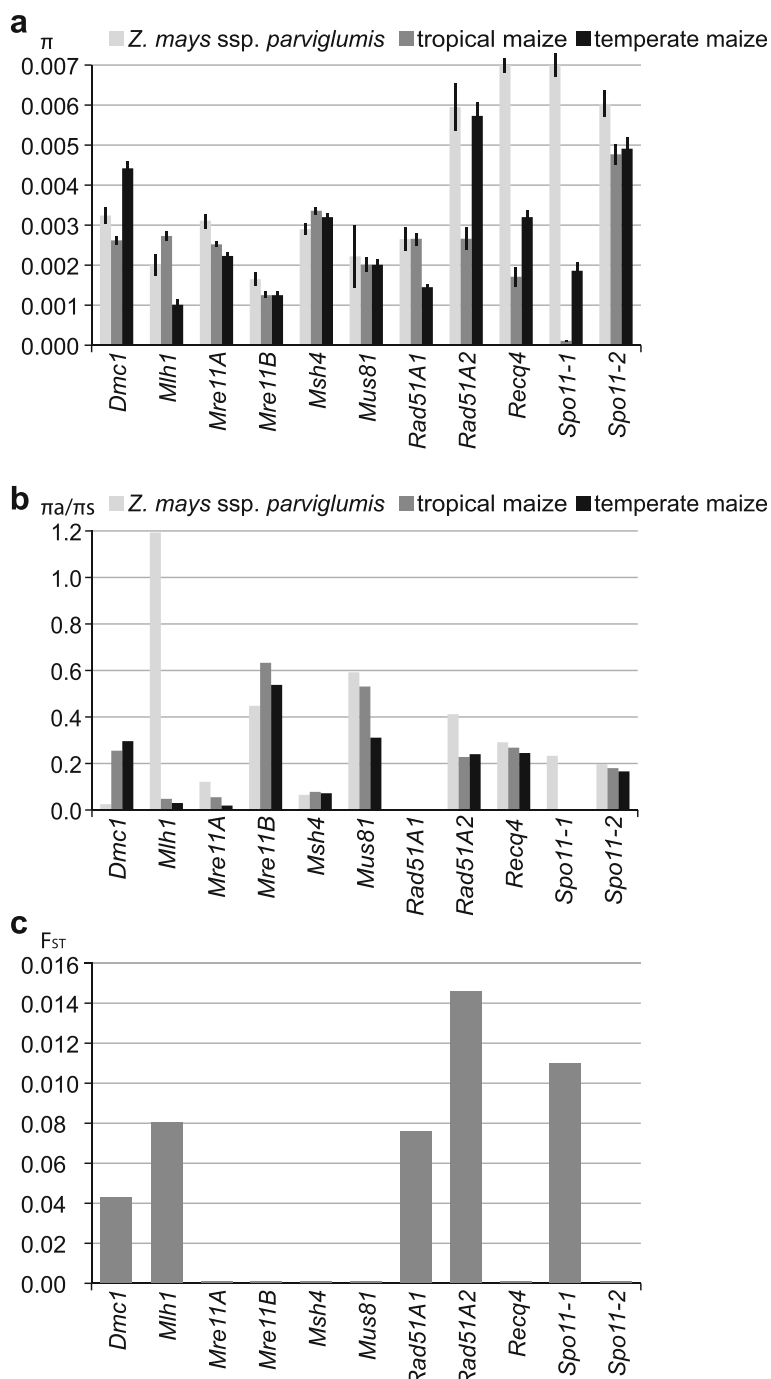 a
π
Z. mays ssp. parviglumis tropical maize temperate maize
0.007
0.006
0.005
0.004
0.003
0.002
0.001
0.000
Dmc1
Mlh1
Mre11A
Mre11B
Msh4
Mus81
Rad51A1
Rad51A2
Recq4
Spo11-1
Spo11-2
b
πa/πs
Z. mays ssp. parviglumis tropical maize temperate maize
1.2
1.0
0.8
0.6
0.4
0.2
0.0
Dmc1
Mlh1
Mre11A
Mre11B
Msh4
Mus81
Rad51A1
Rad51A2
Recq4
Spo11-1
Spo11-2
c
FST
0.016
0.014
0.012
0.010
0.08
0.06
0.04
0.02
0.00
Dmc1
Mlh1
Mre11A
Mre11B
Msh4
Mus81
Rad51A1
Rad51A2
Recq4
Spo11-1
Spo11-2